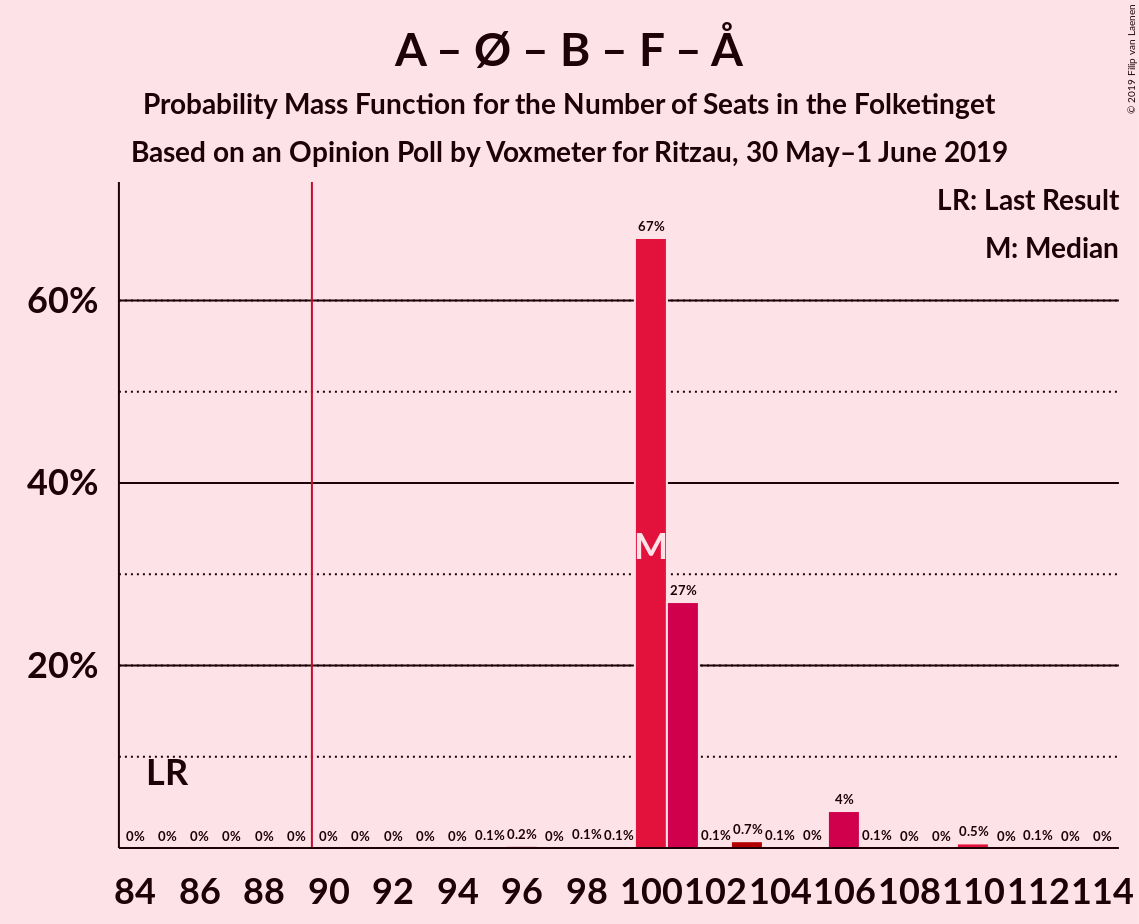 A – Ø – B – F – Å
Probability Mass Function for the Number of Seats in the Folketinget
Based on an Opinion Poll by Voxmeter for Ritzau, 30 May–1 June 2019
© 2019 Filip van Laenen
LR: Last Result
M: Median
60%
40%
20%
67%
M
27%
LR
0% 0% 0% 0% 0% 0% 0% 0% 0% 0% 0% 0.1% 0.2% 0% 0.1% 0.1% 0.1% 0.7% 0.1% 0% 4% 0.1% 0% 0% 0.5% 0% 0.1% 0% 0%
84 86 88 90 92 94 96 98 100 102 104 106 108 110 112 114